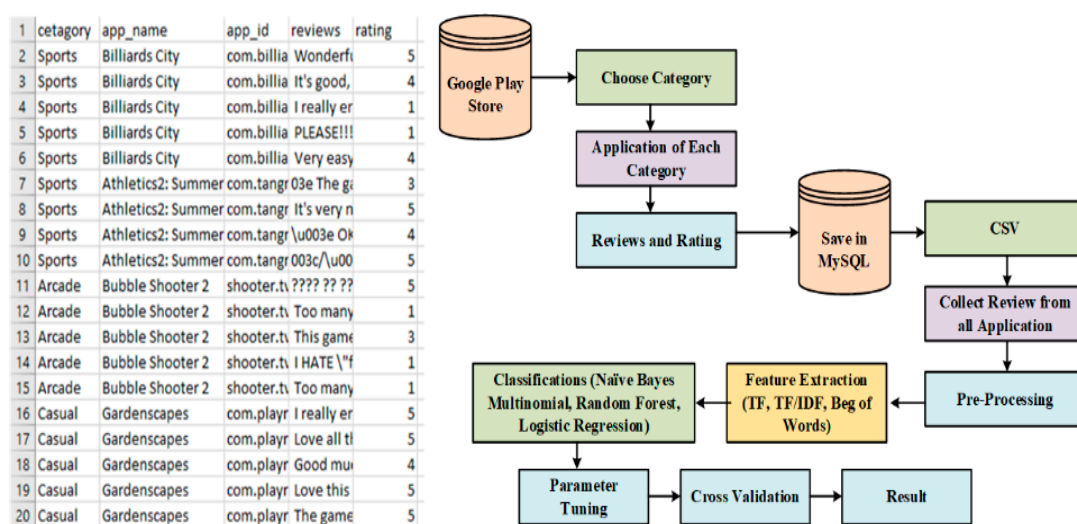 1 cetagory app_name app_id reviews rating
2 Sports Billiards City com.billia Wonderfu 5
3 Sports Billiards City com.billia It's good, 4
4 Sports Billiards City com.billia I really er 1
5 Sports Billiards City com.billia PLEASE!!! 1
6 Sports Billiards City com.billia Very easy 4
7 Sports Athletics2: Summer com.tangr 03e The ga 3
8 Sports Athletics2: Summer com.tangr It's very n 5
9 Sports Athletics2: Summer com.tangr \u003e OK 4
10 Sports Athletics2: Summer com.tangr 003c/\u00 5
11 Arcade Bubble Shooter 2 shooter.tv ???? ?? ?? 5
12 Arcade Bubble Shooter 2 shooter.tv Too many 1
13 Arcade Bubble Shooter 2 shooter.tv This game 3
14 Arcade Bubble Shooter 2 shooter.tv I HATE \"f 1
15 Arcade Bubble Shooter 2 shooter.tv Too many 1
16 Casual Gardenscapes com.playr I really er 5
17 Casual Gardenscapes com.playr Love all th 5
18 Casual Gardenscapes com.playr Good muc 4
19 Casual Gardenscapes com.playr Love this 5
20 Casual Gardenscapes com.playr The game 5
Google Play
Store
Choose Category
Application of Each
Category
Reviews and Rating
Save in
MySQL
CSV
Collect Review from
all Application
Pre-Processing
Feature Extraction
(TF, TF/IDF, Beg of
Words)
Classifications (Naïve Bayes
Multinomial, Random Forest,
Logistic Regression)
Parameter
Tuning
Cross Validation
Result